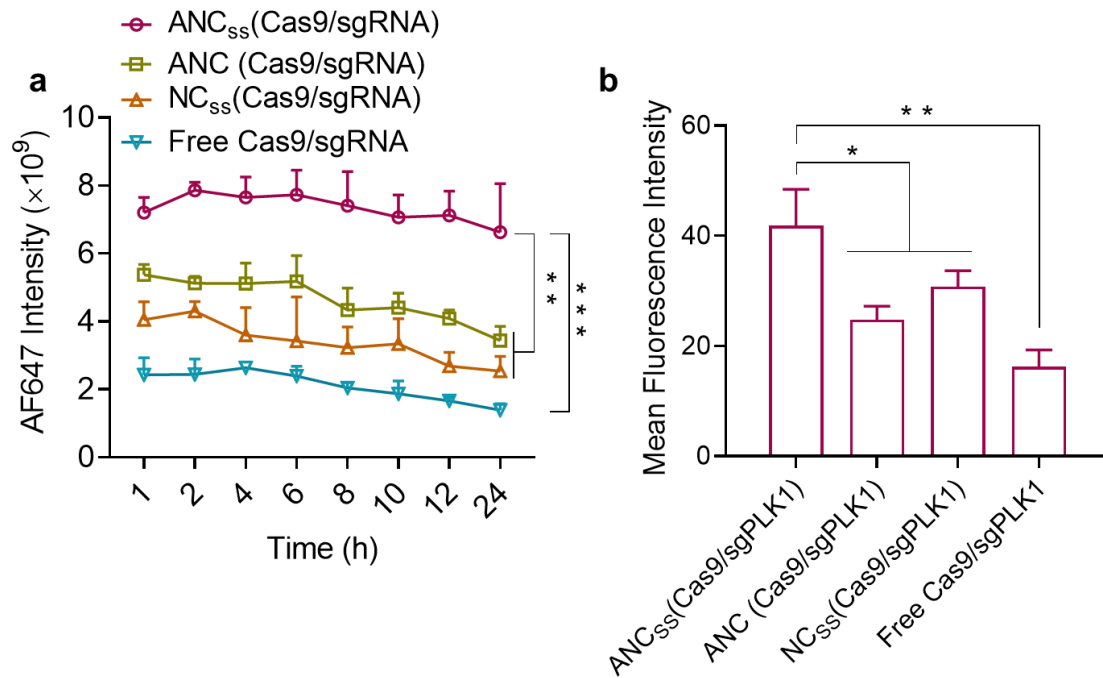 a
ANCss(Cas9/sgRNA)
ANC (Cas9/sgRNA)
NCss(Cas9/sgRNA)
Free Cas9/sgRNA
AF647 Intensity (×10⁹)
10
8
6
4
2
0
1 2 4 6 8 10 12 24
Time (h)
**
***
b
Mean Fluorescence Intensity
60
40
20
0
**
*
ANCSS(Cas9/sgPLK1)
ANC (Cas9/sgPLK1)
NCSS(Cas9/sgPLK1)
Free Cas9/sgPLK1